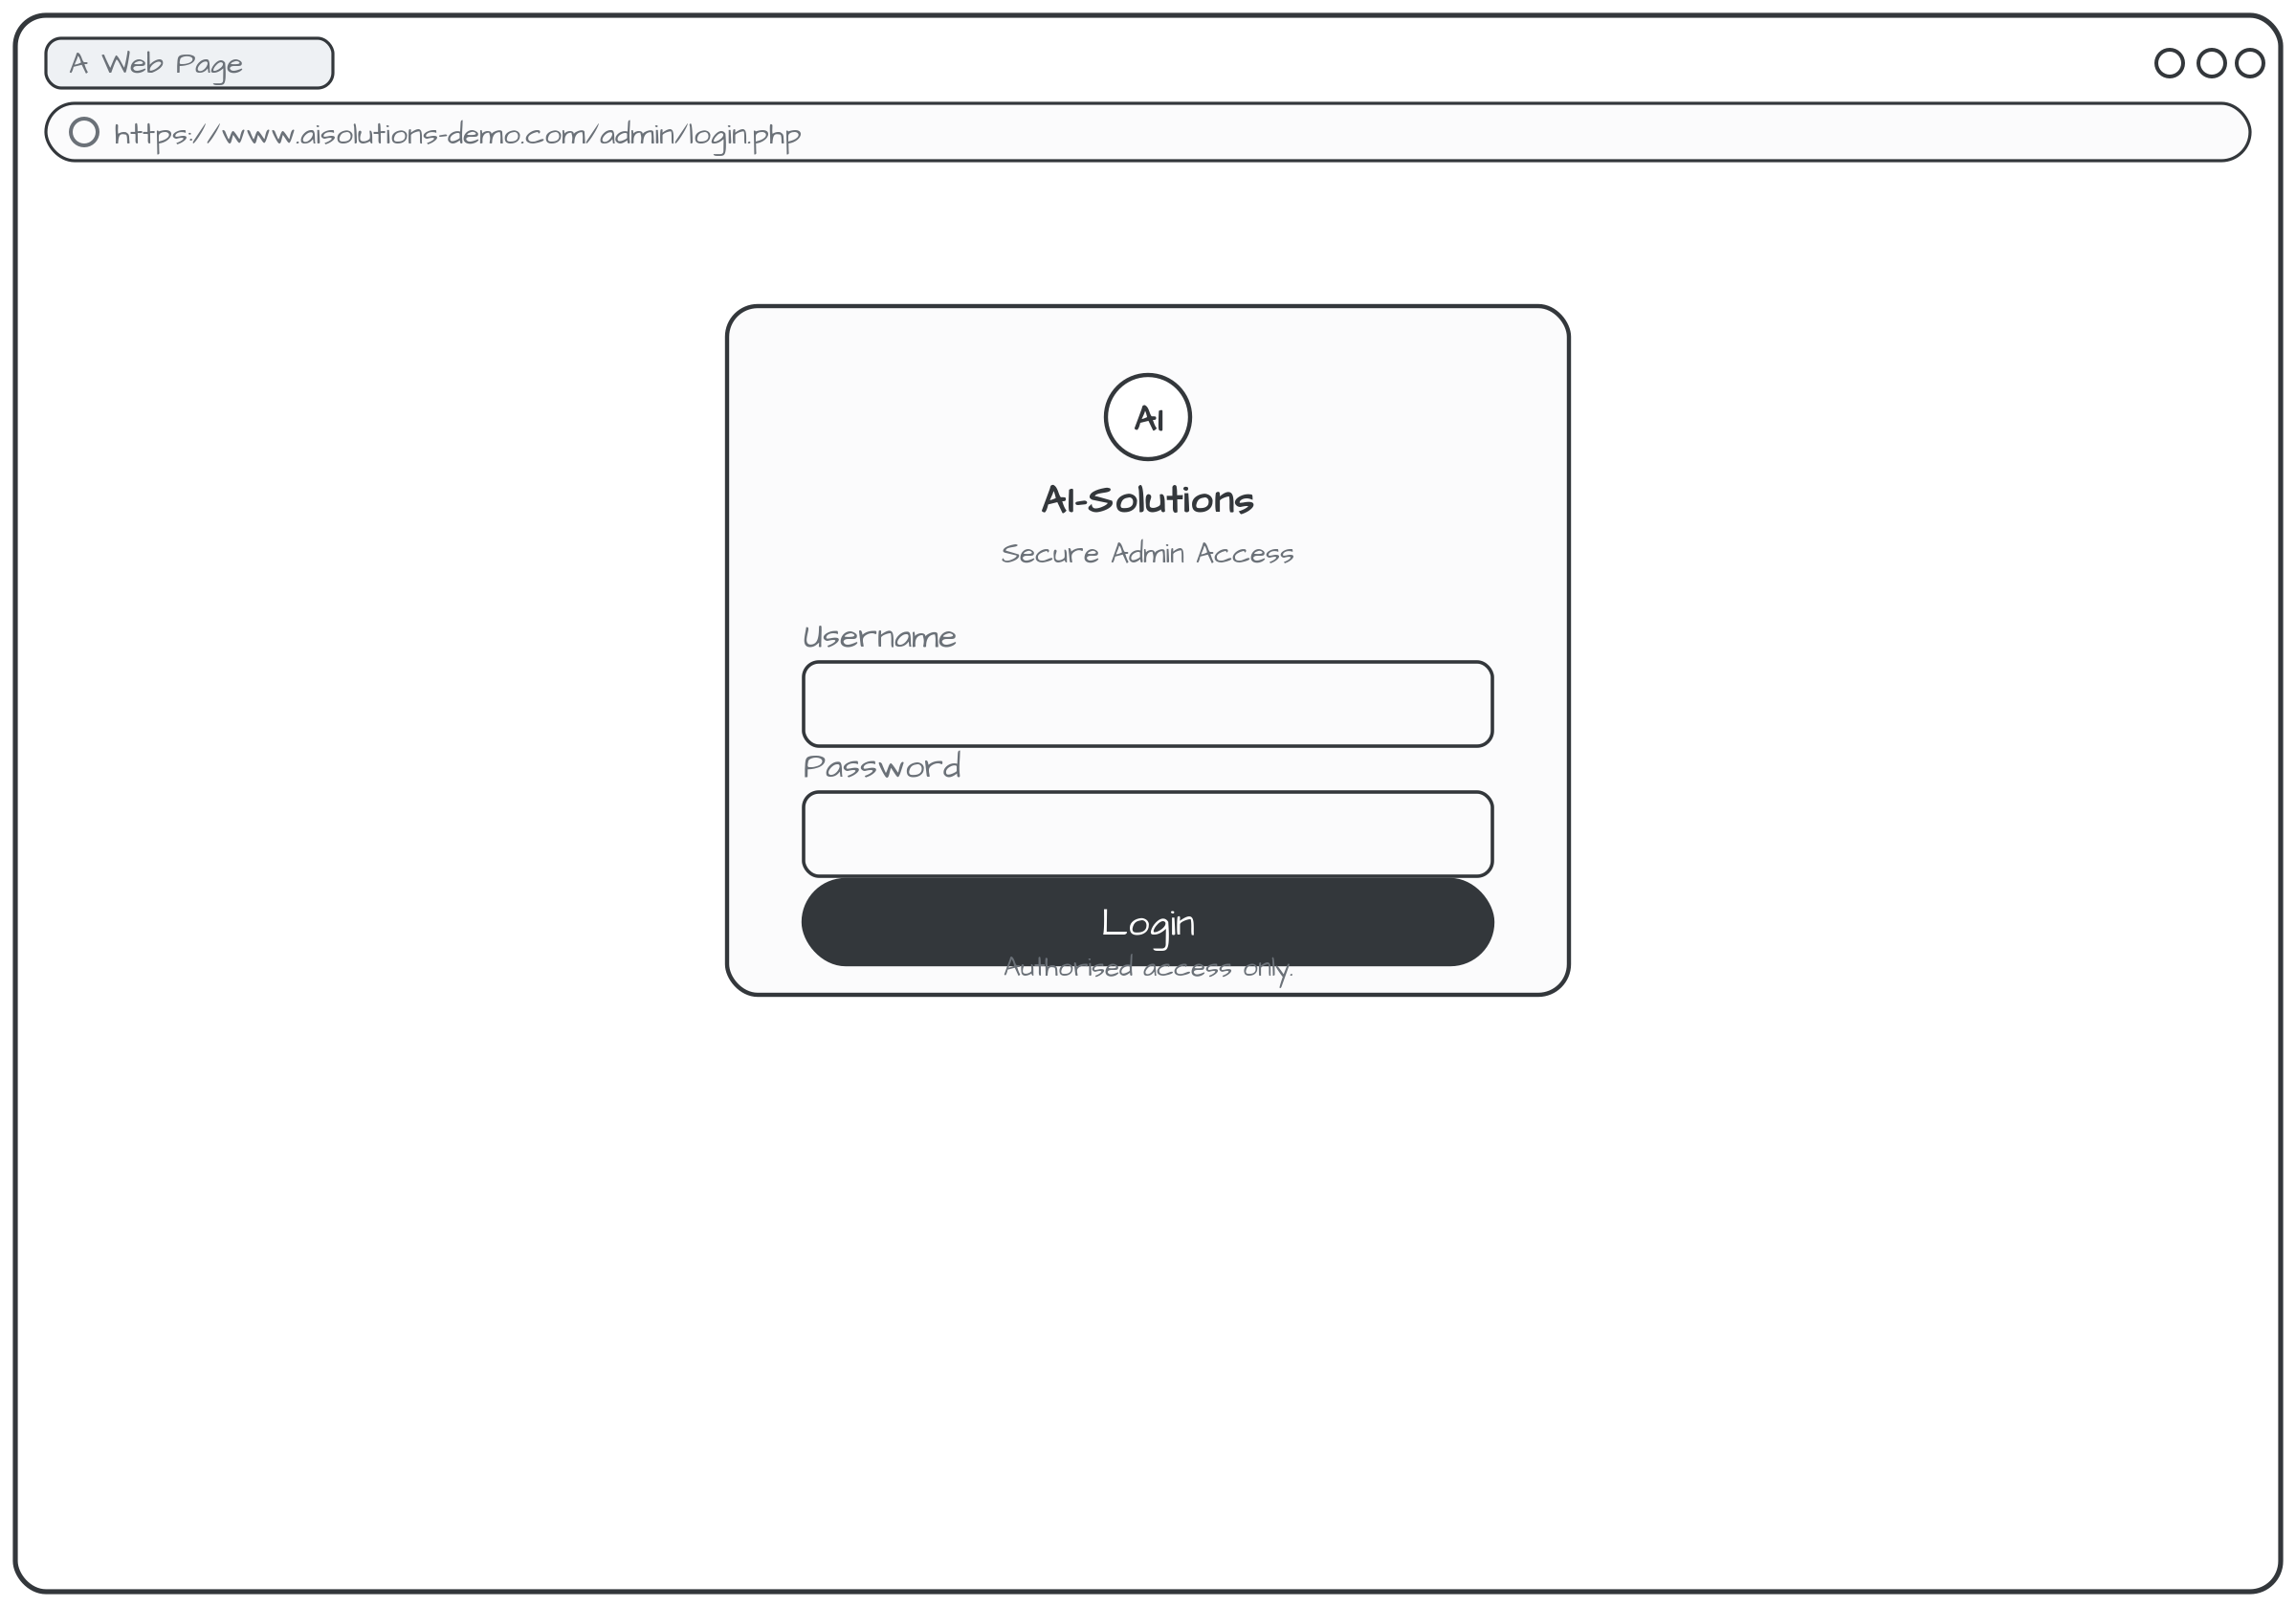 A Web Page
https://www.aisolutions-demo.com/admin/login.php
AI
AI-Solutions
Secure Admin Access
Username
Password
Login
Authorised access only.